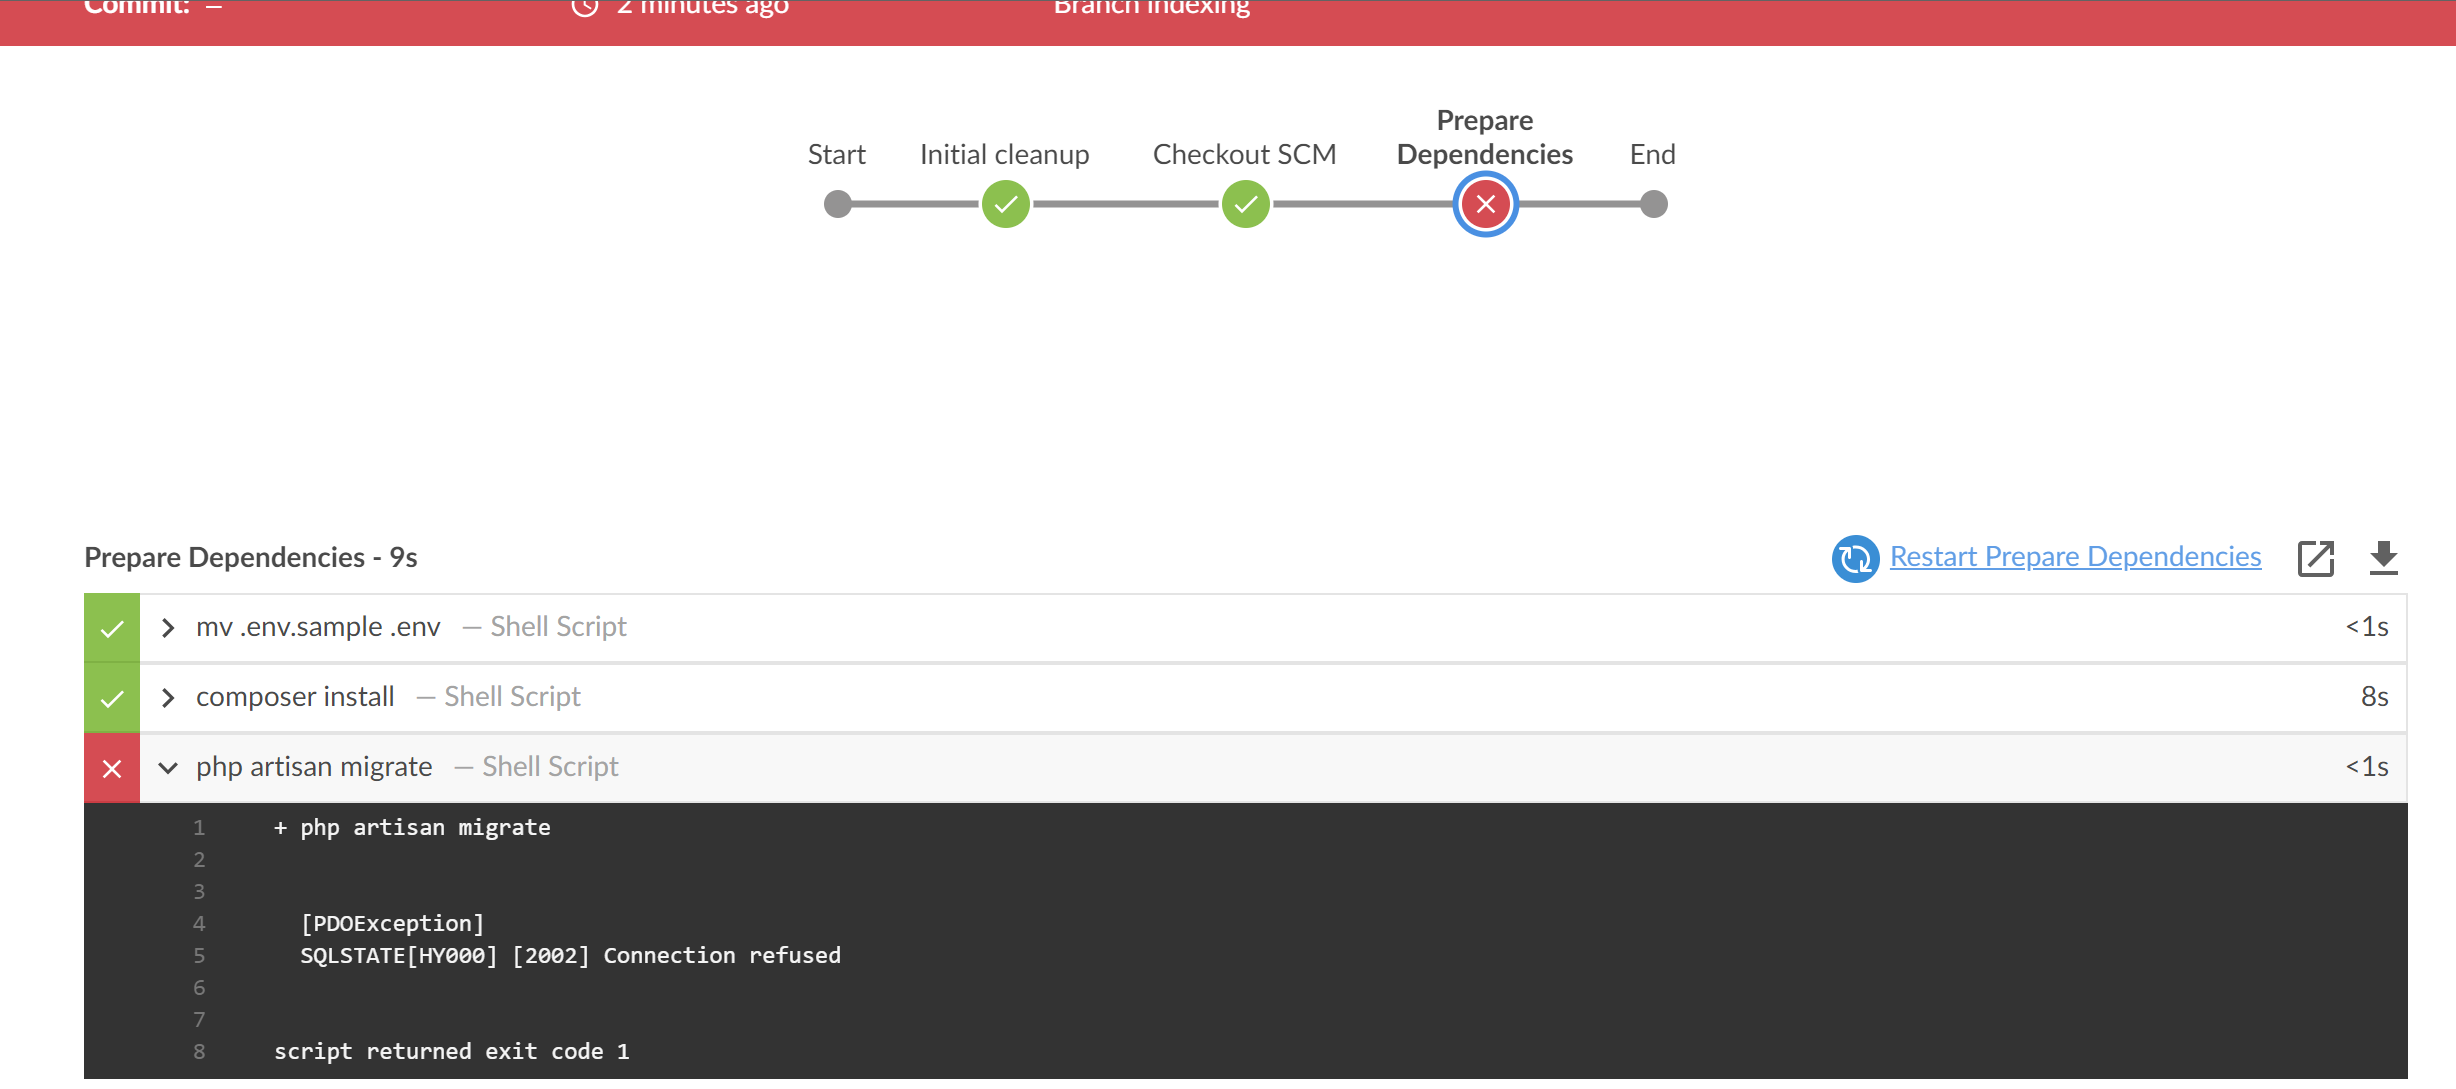 Commit: —
2 minutes ago
Branch indexing
Prepare
Start Initial cleanup Checkout SCM Dependencies End
Prepare Dependencies - 9s
Restart Prepare Dependencies
mv .env.sample .env — Shell Script <1s
composer install — Shell Script 8s
php artisan migrate — Shell Script <1s
1 + php artisan migrate
2
3
4 [PDOException]
5 SQLSTATE[HY000] [2002] Connection refused
6
7
8 script returned exit code 1